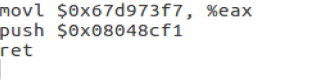 movl $0x67d973f7, %eax
push $0x08048cf1
ret